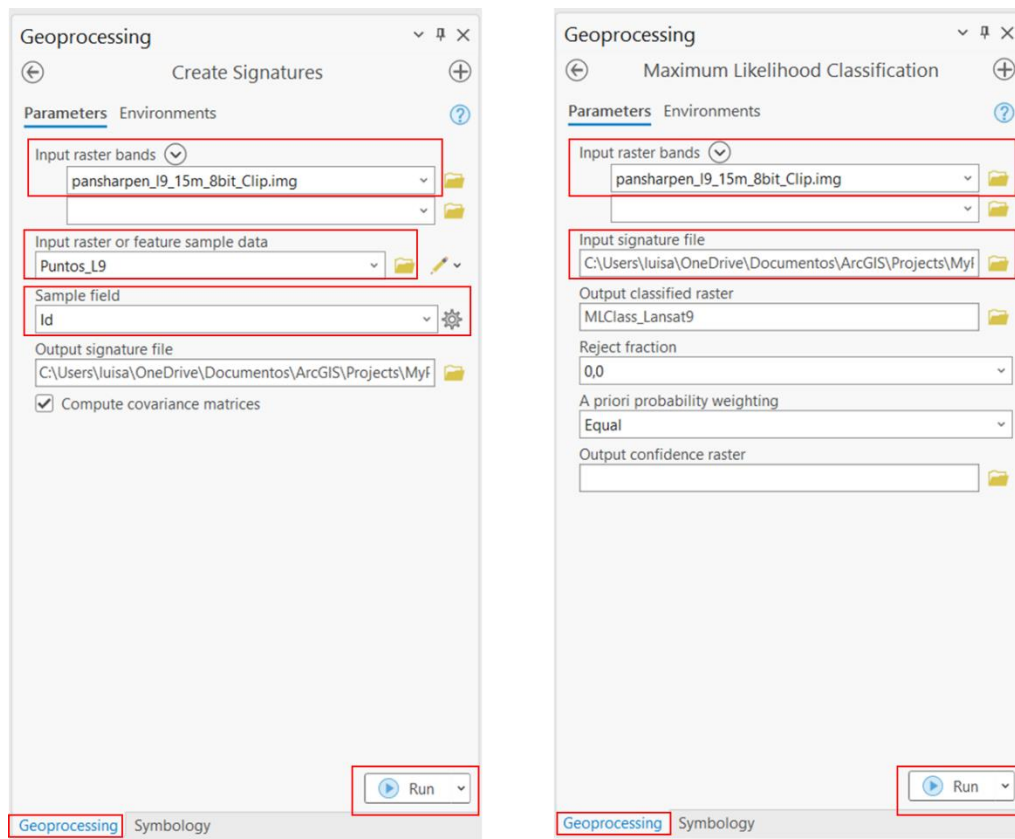 Geoprocessing
Create Signatures
Parameters Environments
Input raster bands
pansharpen_l9_15m_8bit_Clip.img
Input raster or feature sample data
Puntos_L9
Sample field
Id
Output signature file
C:\Users\luisa\OneDrive\Documentos\ArcGIS\Projects\MyF
Compute covariance matrices
Run
Geoprocessing Symbology
Geoprocessing
Maximum Likelihood Classification
Parameters Environments
Input raster bands
pansharpen_l9_15m_8bit_Clip.img
Input signature file
C:\Users\luisa\OneDrive\Documentos\ArcGIS\Projects\Myl
Output classified raster
MLClass_Lansat9
Reject fraction
0,0
A priori probability weighting
Equal
Output confidence raster
Run
Geoprocessing Symbology